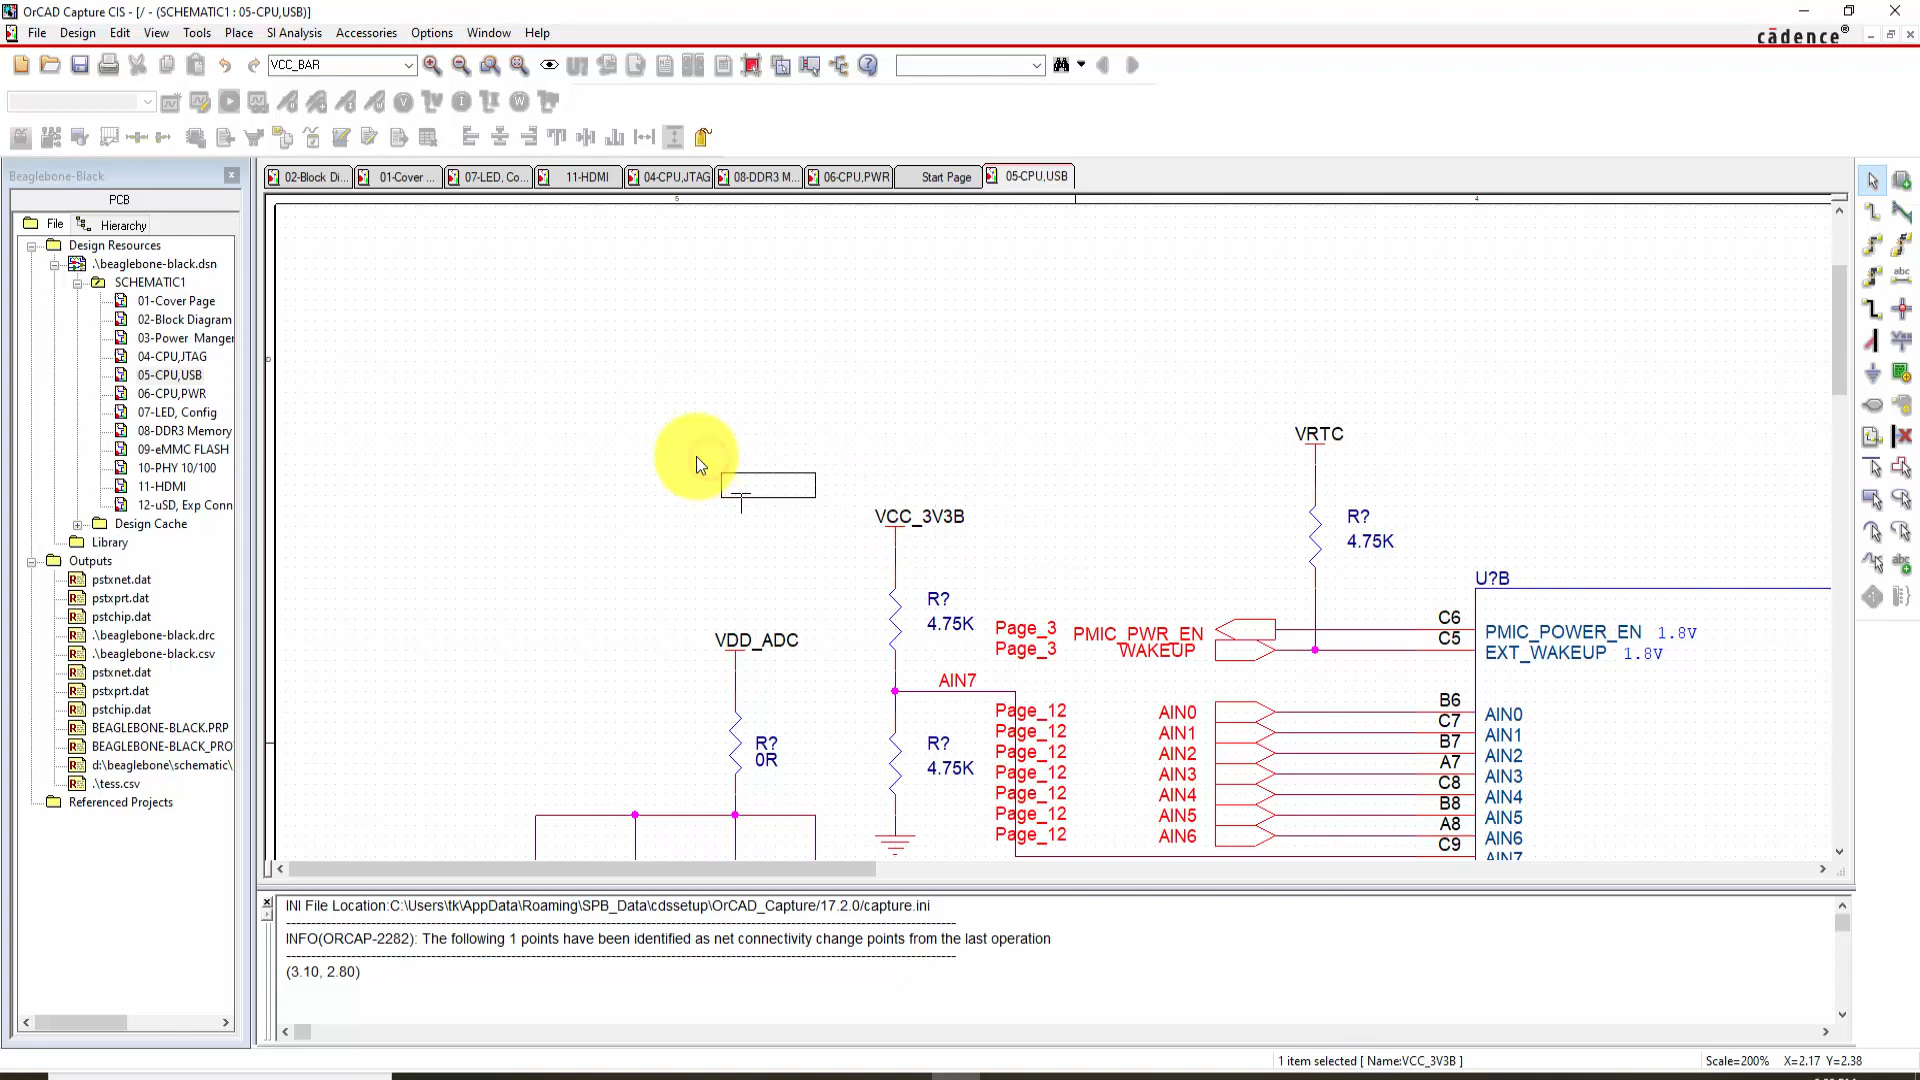 OrCAD Capture CIS - [/ - (SCHEMATIC1 : 05-CPU,USB)]
File Design Edit View Tools Place SI Analysis Accessories Options Window Help
cādence®
VCC_BAR
Beaglebone-Black
PCB
File Hierarchy
Design Resources
.\beaglebone-black.dsn
SCHEMATIC1
01-Cover Page
02-Block Diagram
03-Power Manger
04-CPU,JTAG
05-CPU,USB
06-CPU,PWR
07-LED, Config
08-DDR3 Memory
09-eMMC FLASH
10-PHY 10/100
11-HDMI
12-uSD, Exp Conn
Design Cache
Library
Outputs
pstxnet.dat
pstxprt.dat
pstchip.dat
.\beaglebone-black.drc
.\beaglebone-black.csv
pstxnet.dat
pstxprt.dat
pstchip.dat
BEAGLEBONE-BLACK.PRP
BEAGLEBONE-BLACK_PRO
d:\beaglebone\schematic\
.\tess.csv
Referenced Projects
02-Block Di... 01-Cover ... 07-LED, Co... 11-HDMI 04-CPU,JTAG 08-DDR3 M... 06-CPU,PWR Start Page 05-CPU,USB
5 4
D
VRTC
R?
4.75K
VCC_3V3B
R?
4.75K
U?B
Page_3 PMIC_PWR_EN C6 PMIC_POWER_EN 1.8V
Page_3 WAKEUP C5 EXT_WAKEUP 1.8V
VDD_ADC
AIN7
R?
0R
R?
4.75K
Page_12 AIN0 B6 AIN0
Page_12 AIN1 C7 AIN1
Page_12 AIN2 B7 AIN2
Page_12 AIN3 A7 AIN3
Page_12 AIN4 C8 AIN4
Page_12 AIN5 B8 AIN5
Page_12 AIN6 A8 AIN6
C9 AIN7
INI File Location:C:\Users\tk\AppData\Roaming\SPB_Data\cdssetup\OrCAD_Capture/17.2.0/capture.ini
INFO(ORCAP-2282): The following 1 points have been identified as net connectivity change points from the last operation
(3.10, 2.80)
1 item selected [ Name:VCC_3V3B ] Scale=200% X=2.17 Y=2.38